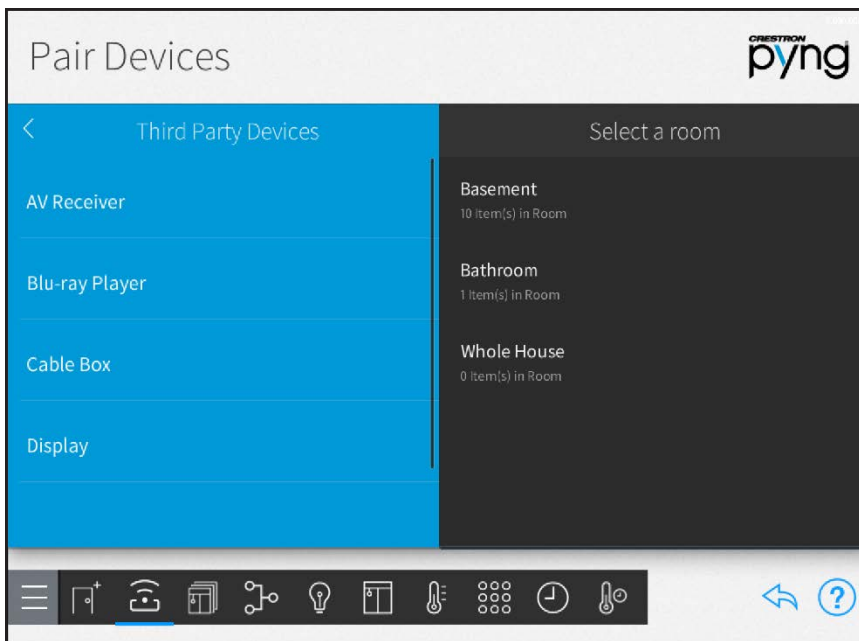 Pair Devices
CRESTRON
pyng
Third Party Devices
Select a room
AV Receiver
Basement
10 Item(s) in Room
Blu-ray Player
Bathroom
1 Item(s) in Room
Cable Box
Whole House
0 Item(s) in Room
Display
?